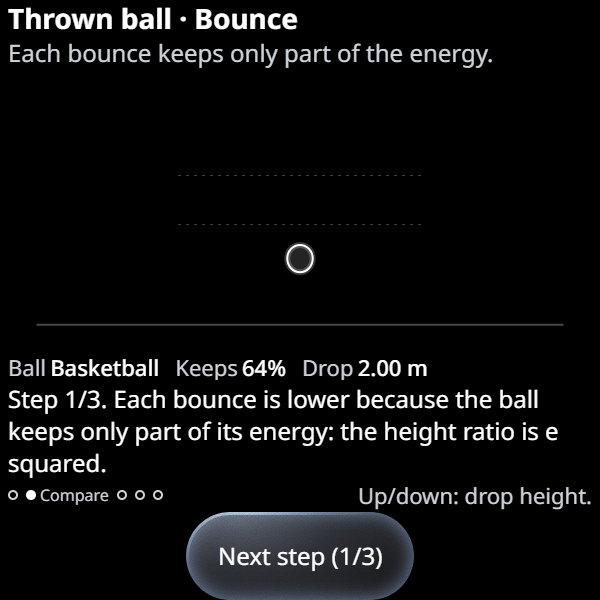 Thrown ball · Bounce
Each bounce keeps only part of the energy.
Ball Basketball Keeps 64% Drop 2.00 m
Step 1/3. Each bounce is lower because the ball
keeps only part of its energy: the height ratio is e
squared.
Compare
Up/down: drop height.
Next step (1/3)